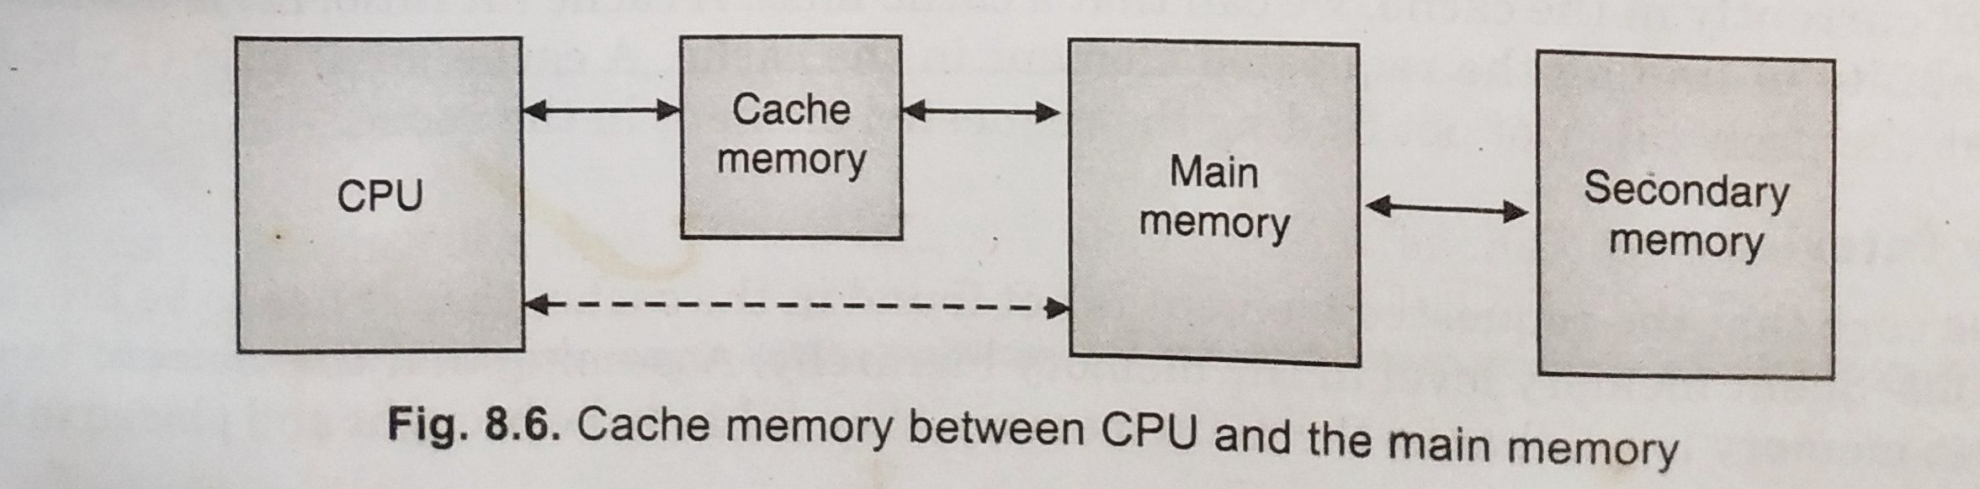 CPU
Cache
memory
Main
memory
Secondary
memory
Fig. 8.6. Cache memory between CPU and the main memory